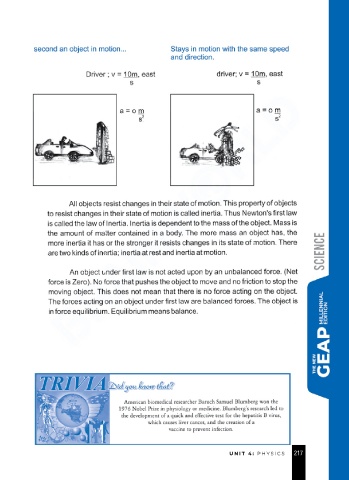 second an object in motion...
Stays in motion with the same speed
and direction.
Driver ; v = 10m, east
s
driver; v = 10m, east
s
a = o m
s²
a = o m
s²
All objects resist changes in their state of motion. This property of objects
to resist changes in their state of motion is called inertia. Thus Newton's first law
is called the law of Inertia. Inertia is dependent to the mass of the object. Mass is
the amount of matter contained in a body. The more mass an object has, the
more inertia it has or the stronger it resists changes in its state of motion. There
are two kinds of inertia; inertia at rest and inertia at motion.
An object under first law is not acted upon by an unbalanced force. (Net
force is Zero). No force that pushes the object to move and no friction to stop the
moving object. This does not mean that there is no force acting on the object.
The forces acting on an object under first law are balanced forces. The object is
in force equilibrium. Equilibrium means balance.
SCIENCE
THE NEW
GEAP MILLENNIAL
EDITION
TRIVIA Did you know that?
American biomedical researcher Baruch Samuel Blumberg won the
1976 Nobel Prize in physiology or medicine. Blumberg's research led to
the development of a quick and effective test for the hepatitis B virus,
which causes liver cancer, and the creation of a
vaccine to prevent infection.
UNIT 4: PHYSICS 217